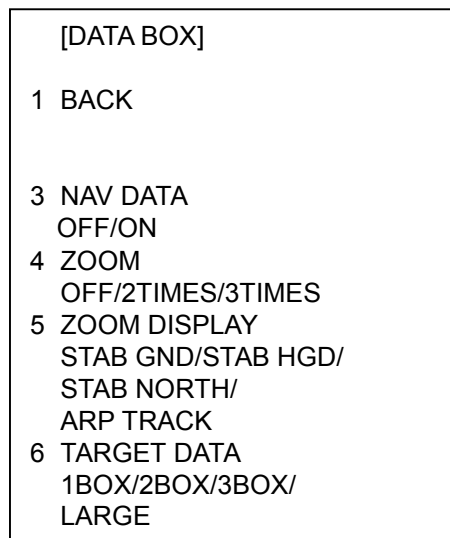 [DATA BOX]
1 BACK
3 NAV DATA
OFF/ON
4 ZOOM
OFF/2TIMES/3TIMES
5 ZOOM DISPLAY
STAB GND/STAB HGD/
STAB NORTH/
ARP TRACK
6 TARGET DATA
1BOX/2BOX/3BOX/
LARGE